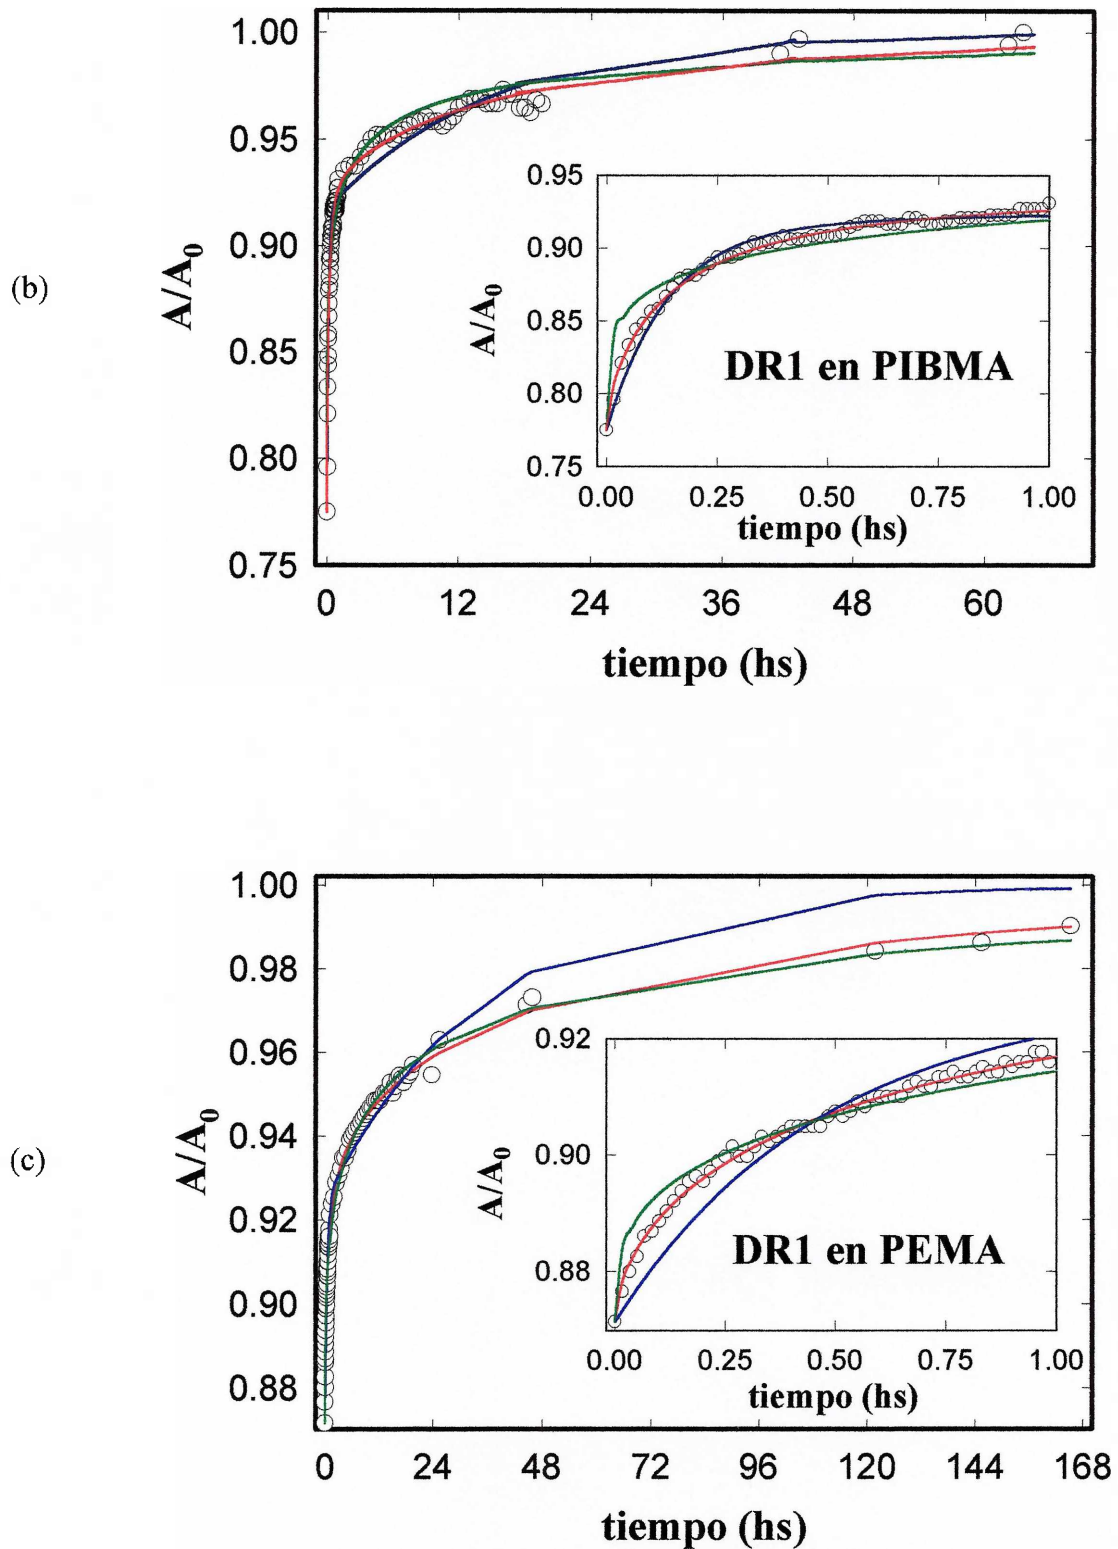 (b)
A/A0
1.00
0.95
0.90
0.85
0.80
0.75
0 12 24 36 48 60
tiempo (hs)
A/A0
0.95
0.90
0.85
0.80
0.75
DR1 en PIBMA
0.00 0.25 0.50 0.75 1.00
tiempo (hs)
(c)
A/A0
1.00
0.98
0.96
0.94
0.92
0.90
0.88
0 24 48 72 96 120 144 168
tiempo (hs)
A/A0
0.92
0.90
0.88
DR1 en PEMA
0.00 0.25 0.50 0.75 1.00
tiempo (hs)